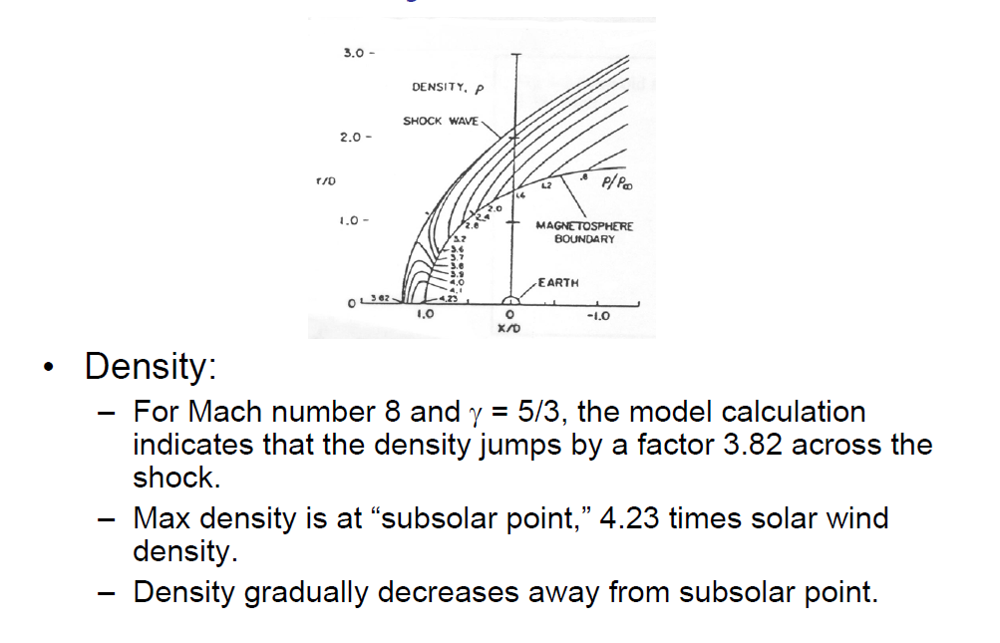 3.0 -
DENSITY, ρ
SHOCK WAVE
2.0 -
r/D
.8
ρ/ρ∞
1.2
1.4
1.0 -
2.0
2.4
2.8
MAGNETOSPHERE
BOUNDARY
3.2
3.6
3.7
3.8
3.9
4.0
4.1
EARTH
0
3.82
4.23
1.0
0
-1.0
X/D
• Density:
– For Mach number 8 and γ = 5/3, the model calculation
indicates that the density jumps by a factor 3.82 across the
shock.
– Max density is at “subsolar point,” 4.23 times solar wind
density.
– Density gradually decreases away from subsolar point.